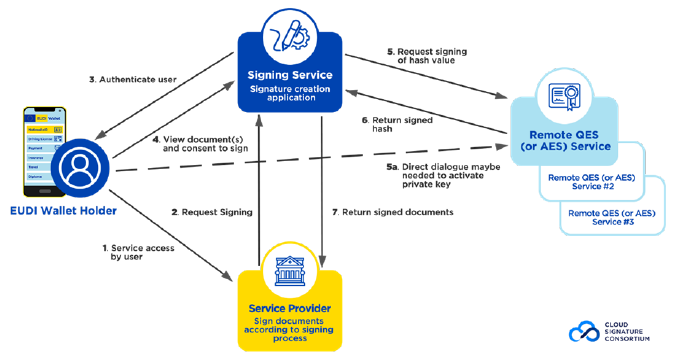 5. Request signing
of hash value
3. Authenticate user
Signing Service
Signature creation
application
EUDI Wallet
4. View document(s)
and consent to sign
6. Return signed
hash
Remote QES
(or AES) Service
5a. Direct dialogue maybe
needed to activate
private key
Remote QES (or AES)
Service #2
EUDI Wallet Holder
2. Request Signing
7. Return signed documents
Remote QES (or AES)
Service #3
1. Service access
by user
Service Provider
Sign documents
according to signing
process
CLOUD
SIGNATURE
CONSORTIUM